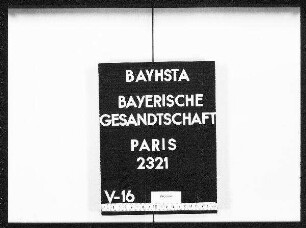 BAYHSTA
BAYERISCHE
GESANDTSCHAFT
PARIS
2321
V-16